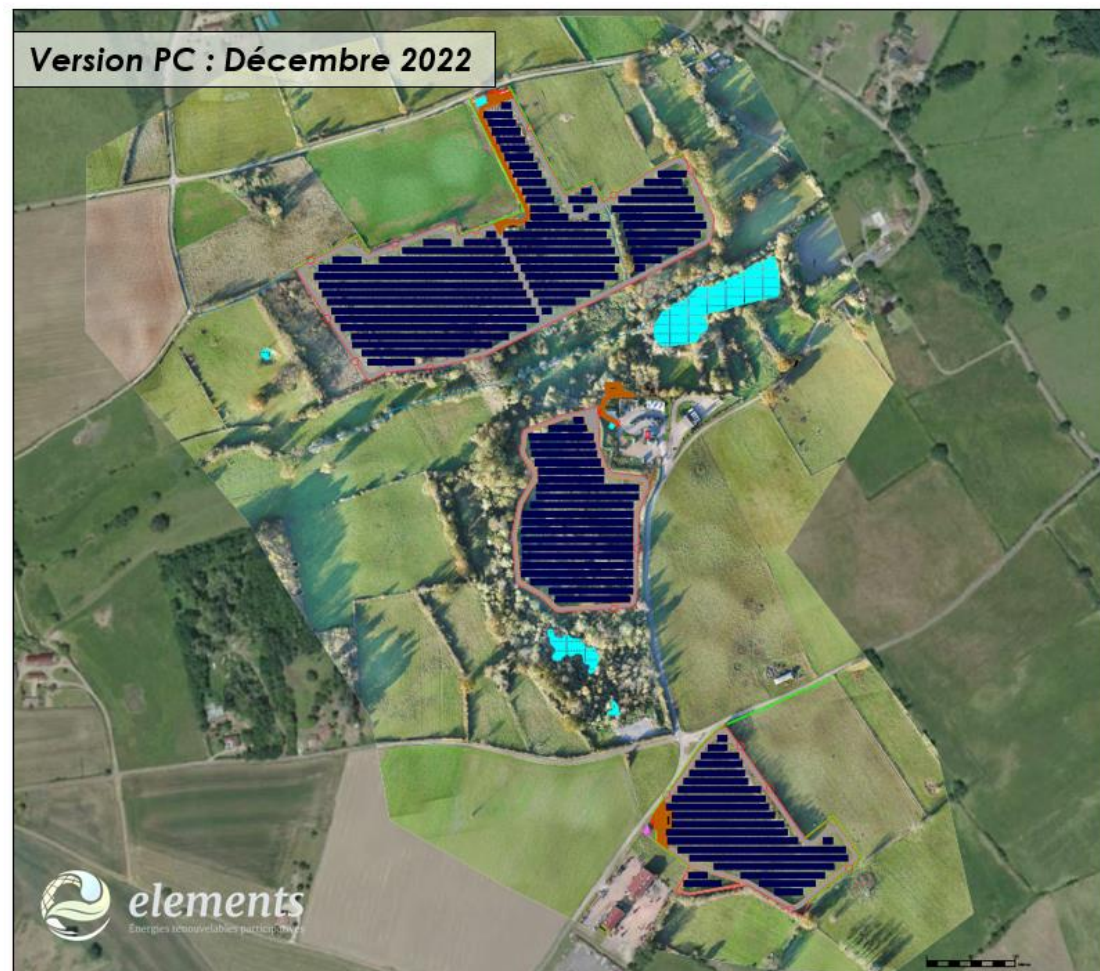 Version PC : Décembre 2022
elements
Énergies renouvelables participatives